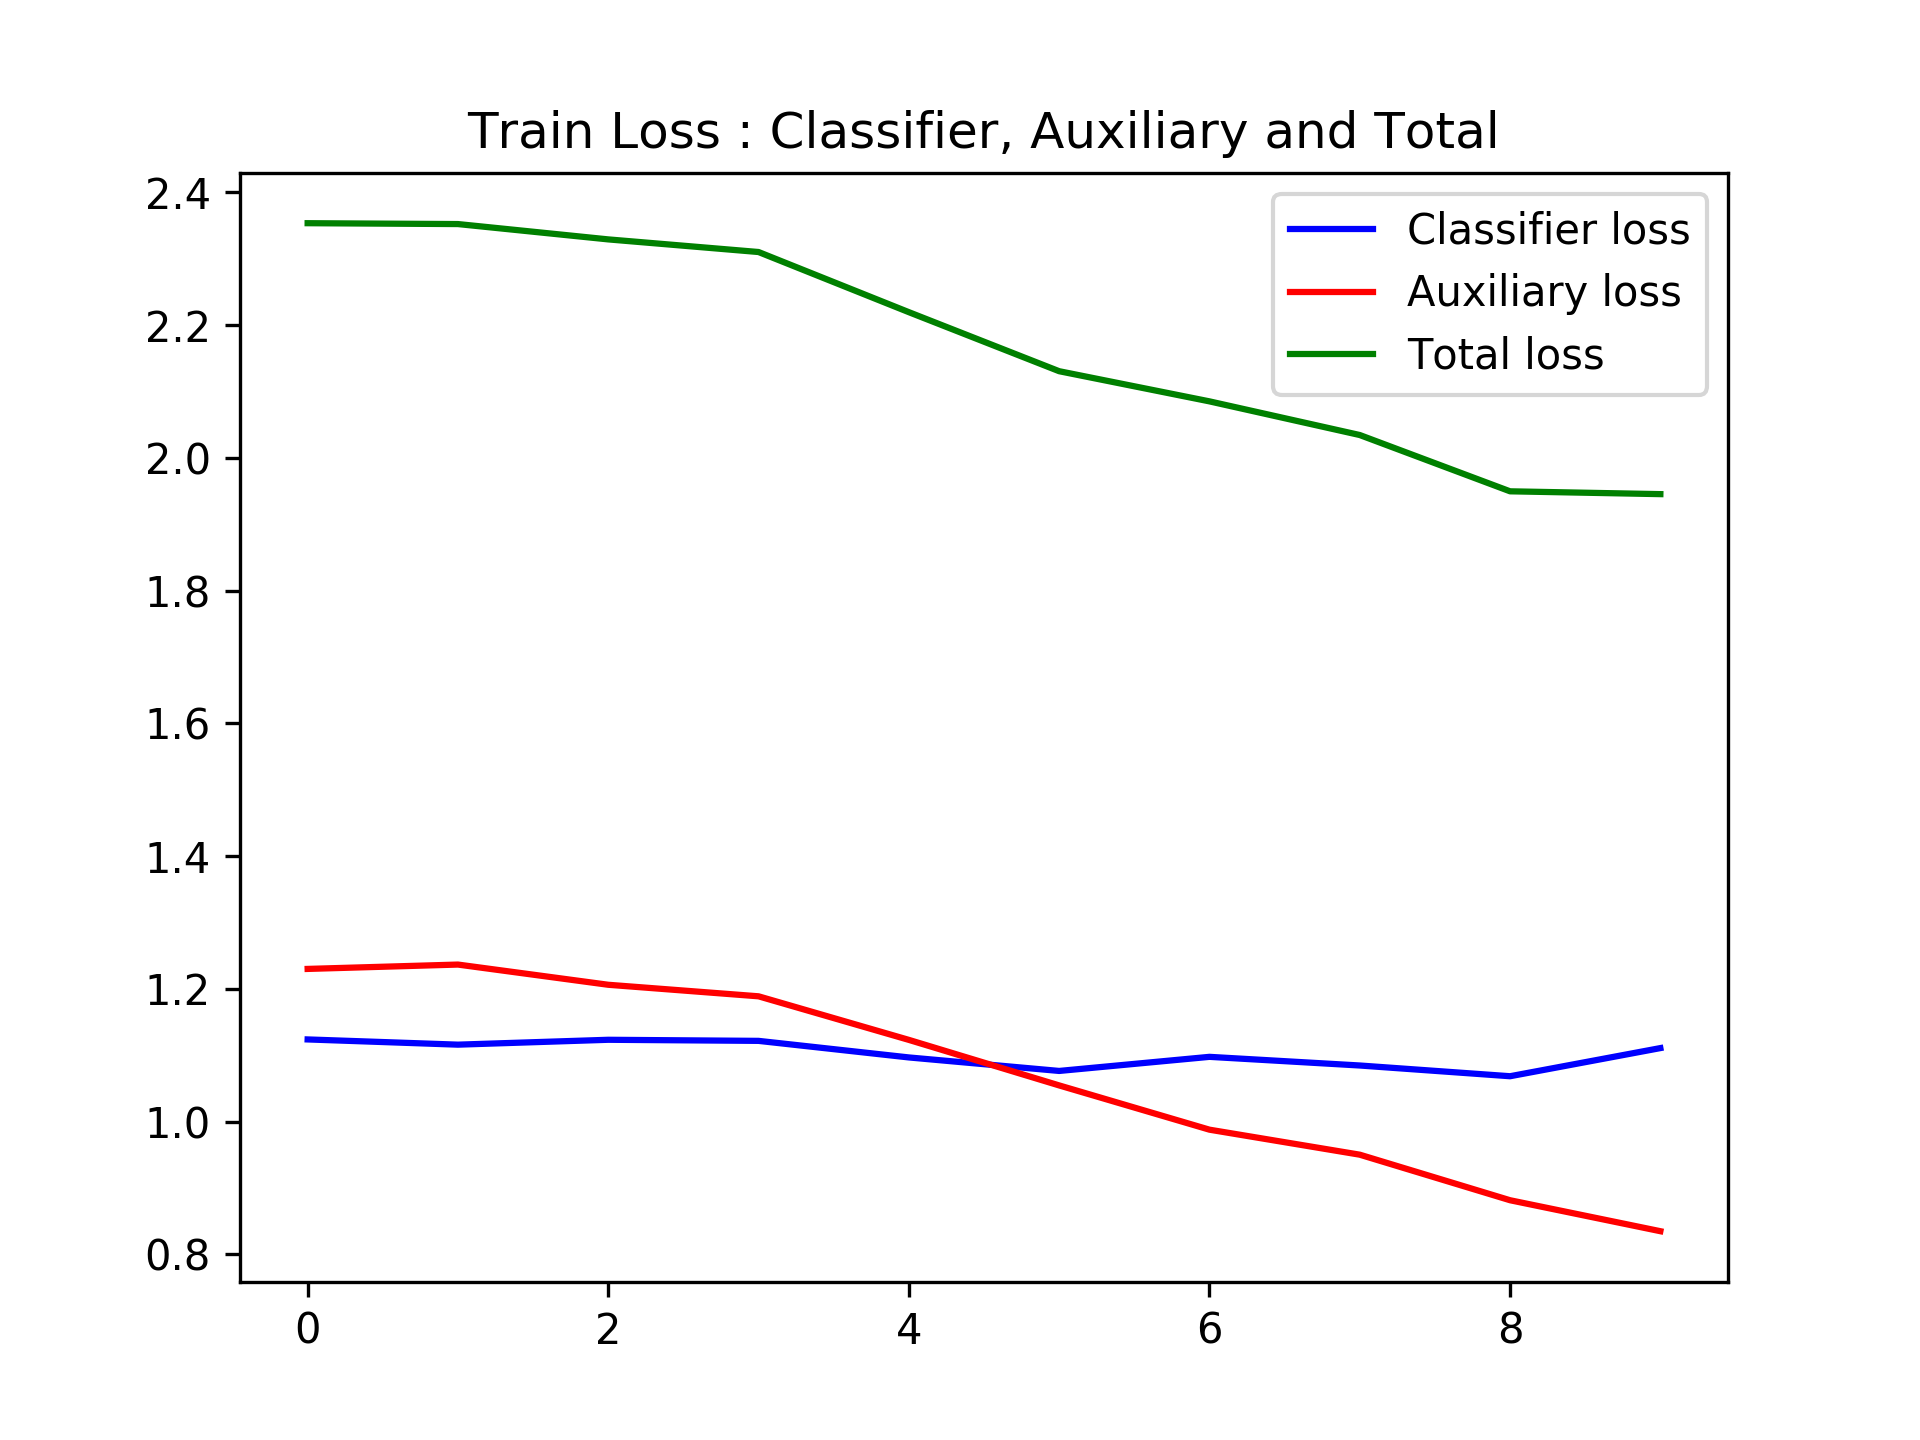 Train Loss : Classifier, Auxiliary and Total
2.4
2.2
2.0
1.8
1.6
1.4
1.2
1.0
0.8
Classifier loss
Auxiliary loss
Total loss
0 2 4 6 8